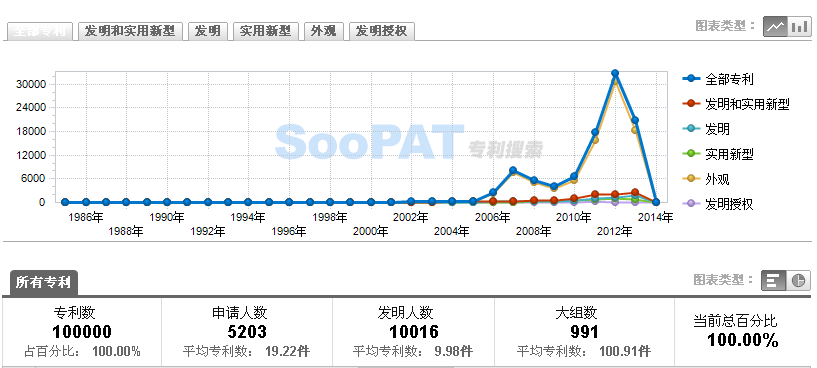 全部专利 发明和实用新型 发明 实用新型 外观 发明授权 图表类型：
30000
24000
18000
12000
6000
0
SooPAT 专利搜索
全部专利
发明和实用新型
发明
实用新型
外观
发明授权
1986年 1990年 1994年 1998年 2002年 2006年 2010年 2014年
1988年 1992年 1996年 2000年 2004年 2008年 2012年
所有专利 图表类型：
专利数 申请人数 发明人数 大组数
100000 5203 10016 991
占百分比： 100.00% 平均专利数： 19.22件 平均专利数： 9.98件 平均专利数： 100.91件
当前总百分比
100.00%